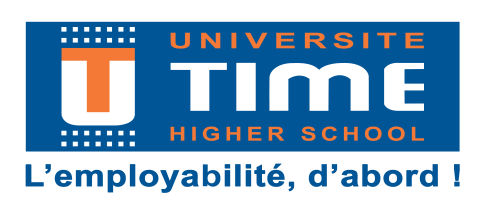 UNIVERSITE
TIME
HIGHER SCHOOL
L'employabilité, d'abord !